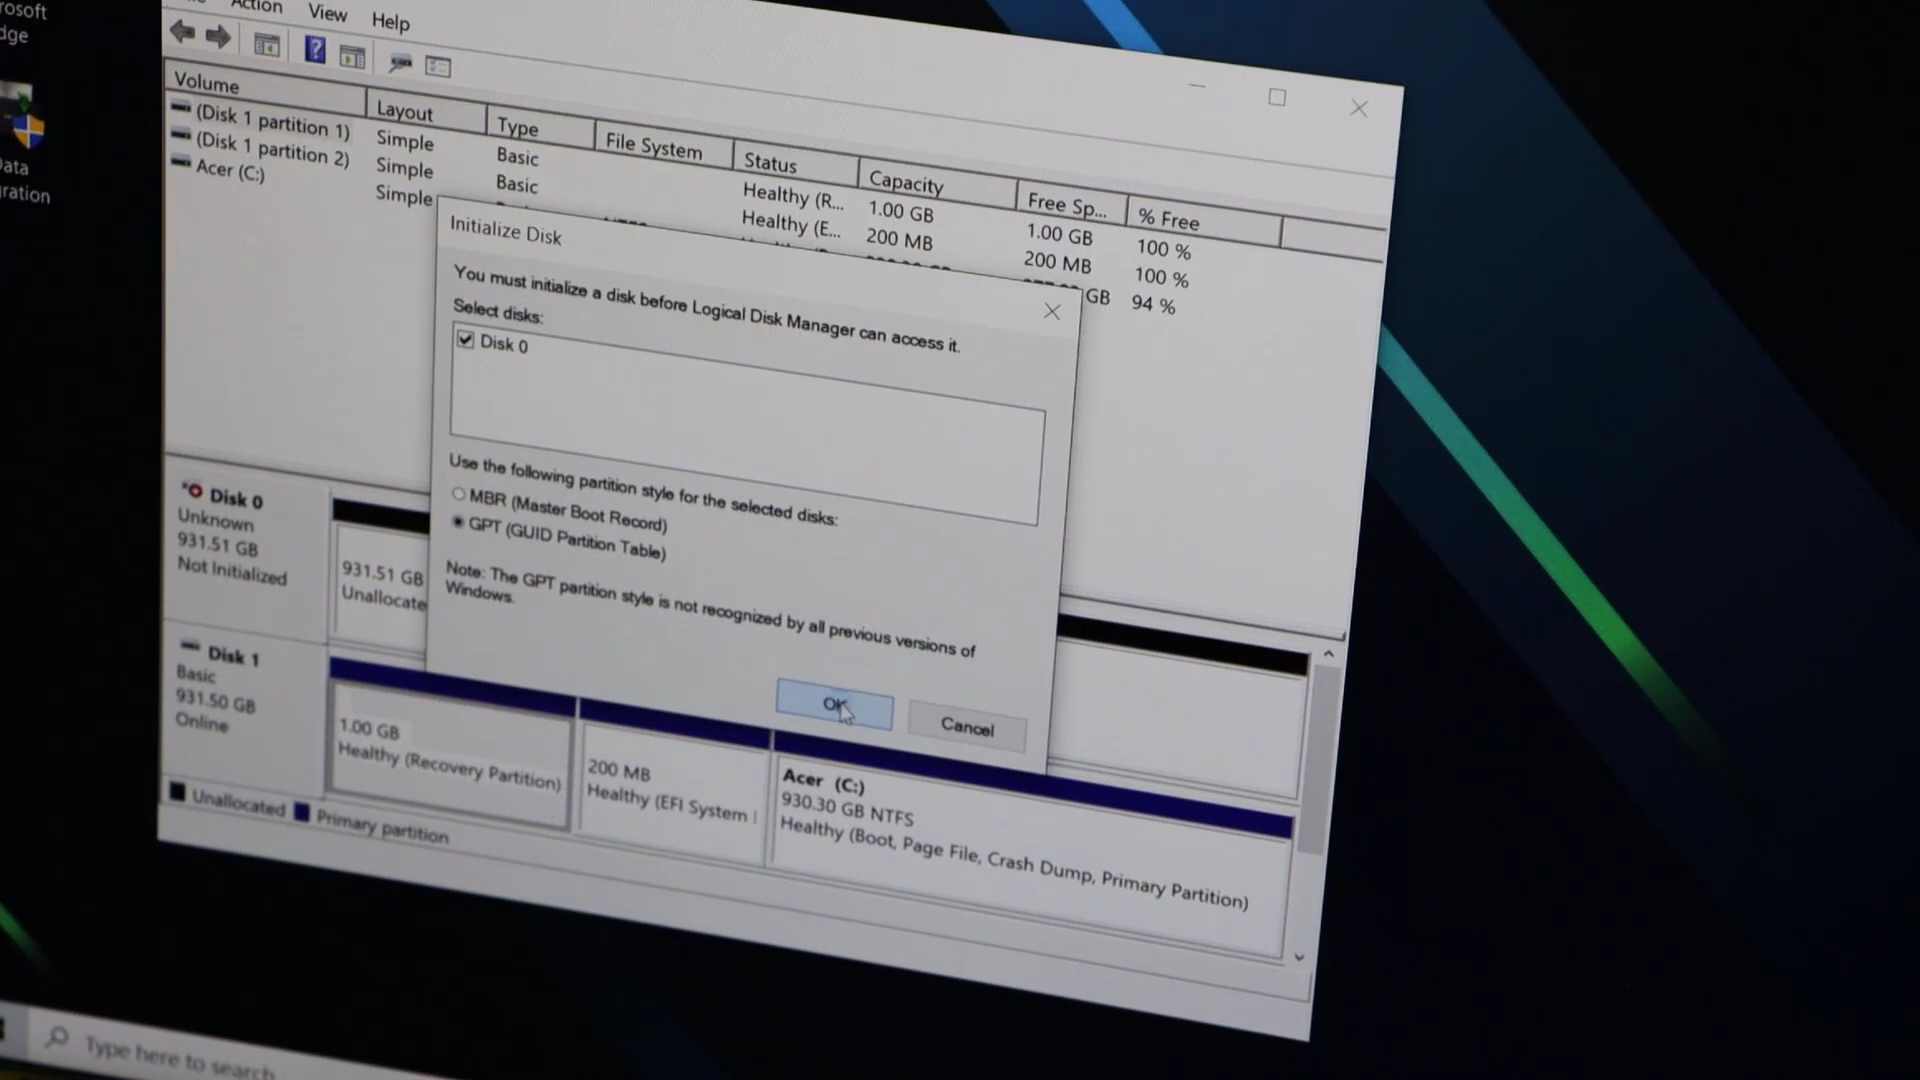 rosoft
dge
ata
ration
Action View Help
Volume Layout Type File System Status Capacity Free Sp... % Free
(Disk 1 partition 1) Simple Basic Healthy (R... 1.00 GB 1.00 GB 100 %
(Disk 1 partition 2) Simple Basic Healthy (E... 200 MB 200 MB 100 %
Acer (C:) Simple GB 94 %
Initialize Disk
You must initialize a disk before Logical Disk Manager can access it.
Select disks:
Disk 0
Use the following partition style for the selected disks:
MBR (Master Boot Record)
GPT (GUID Partition Table)
Note: The GPT partition style is not recognized by all previous versions of
Windows.
OK Cancel
Disk 0
Unknown
931.51 GB
Not Initialized
931.51 GB
Unallocate
Disk 1
Basic
931.50 GB
Online
1.00 GB
Healthy (Recovery Partition)
200 MB
Healthy (EFI System
Acer (C:)
930.30 GB NTFS
Healthy (Boot, Page File, Crash Dump, Primary Partition)
Unallocated Primary partition
Type here to search